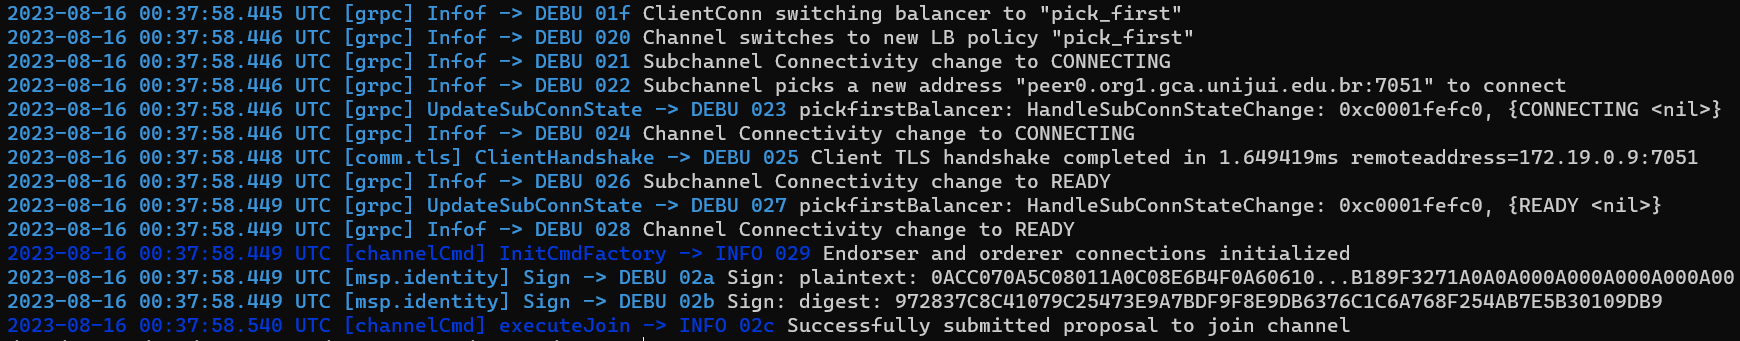 2023-08-16 00:37:58.445 UTC [grpc] Infof -> DEBU 01f ClientConn switching balancer to "pick_first"
2023-08-16 00:37:58.446 UTC [grpc] Infof -> DEBU 020 Channel switches to new LB policy "pick_first"
2023-08-16 00:37:58.446 UTC [grpc] Infof -> DEBU 021 Subchannel Connectivity change to CONNECTING
2023-08-16 00:37:58.446 UTC [grpc] Infof -> DEBU 022 Subchannel picks a new address "peer0.org1.gca.unijui.edu.br:7051" to connect
2023-08-16 00:37:58.446 UTC [grpc] UpdateSubConnState -> DEBU 023 pickfirstBalancer: HandleSubConnStateChange: 0xc0001fefc0, {CONNECTING <nil>}
2023-08-16 00:37:58.446 UTC [grpc] Infof -> DEBU 024 Channel Connectivity change to CONNECTING
2023-08-16 00:37:58.448 UTC [comm.tls] ClientHandshake -> DEBU 025 Client TLS handshake completed in 1.649419ms remoteaddress=172.19.0.9:7051
2023-08-16 00:37:58.449 UTC [grpc] Infof -> DEBU 026 Subchannel Connectivity change to READY
2023-08-16 00:37:58.449 UTC [grpc] UpdateSubConnState -> DEBU 027 pickfirstBalancer: HandleSubConnStateChange: 0xc0001fefc0, {READY <nil>}
2023-08-16 00:37:58.449 UTC [grpc] Infof -> DEBU 028 Channel Connectivity change to READY
2023-08-16 00:37:58.449 UTC [channelCmd] InitCmdFactory -> INFO 029 Endorser and orderer connections initialized
2023-08-16 00:37:58.449 UTC [msp.identity] Sign -> DEBU 02a Sign: plaintext: 0ACC070A5C08011A0C08E6B4F0A60610...B189F3271A0A0A000A000A000A000A00
2023-08-16 00:37:58.449 UTC [msp.identity] Sign -> DEBU 02b Sign: digest: 972837C8C41079C25473E9A7BDF9F8E9DB6376C1C6A768F254AB7E5B30109DB9
2023-08-16 00:37:58.540 UTC [channelCmd] executeJoin -> INFO 02c Successfully submitted proposal to join channel